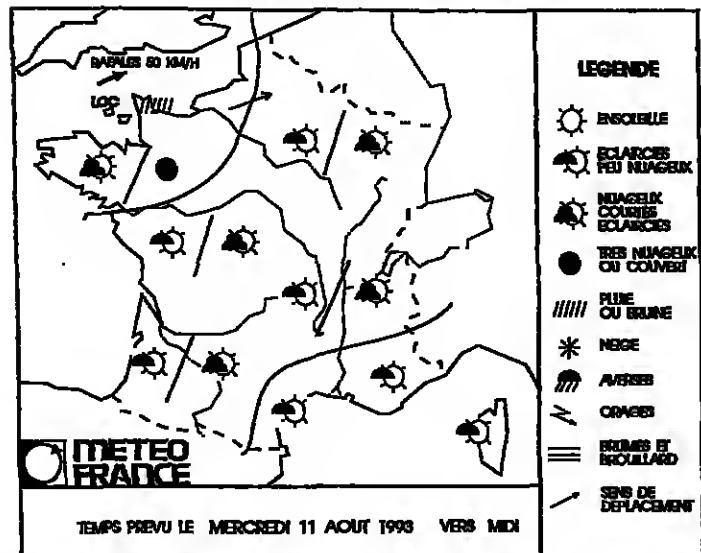 RAFALES 50 KM/H
LOC
METEO
FRANCE
TEMPS PREVU LE MERCREDI 11 AOUT 1993 VERS MIDI
LEGENDE
ENSOLEILLE
ECLAIRCIES
PEU NUAGEUX
NUAGEUX
COURTES
ECLAIRCIES
TRES NUAGEUX
OU COUVERT
PLUIE
OU BRUINE
NEIGE
AVERSES
ORAGES
BRUMES ET
BROUILLARD
SENS DE
DEPLACEMENT